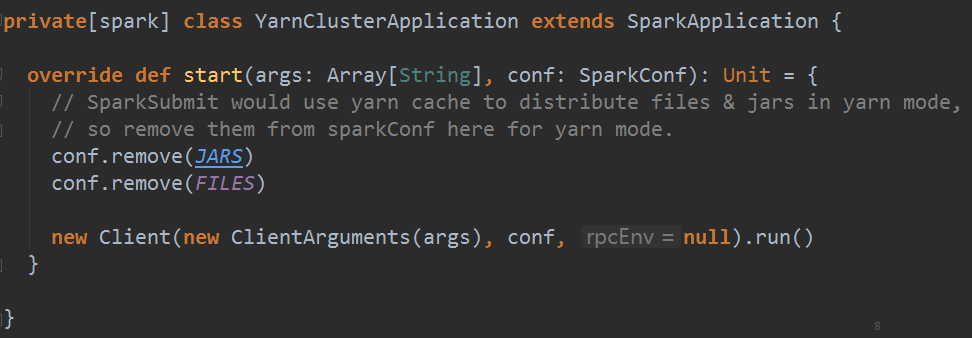 private[spark] class YarnClusterApplication extends SparkApplication {
override def start(args: Array[String], conf: SparkConf): Unit = {
// SparkSubmit would use yarn cache to distribute files & jars in yarn mode,
// so remove them from sparkConf here for yarn mode.
conf.remove(JARS)
conf.remove(FILES)
new Client(new ClientArguments(args), conf, rpcEnv = null).run()
}
}
8